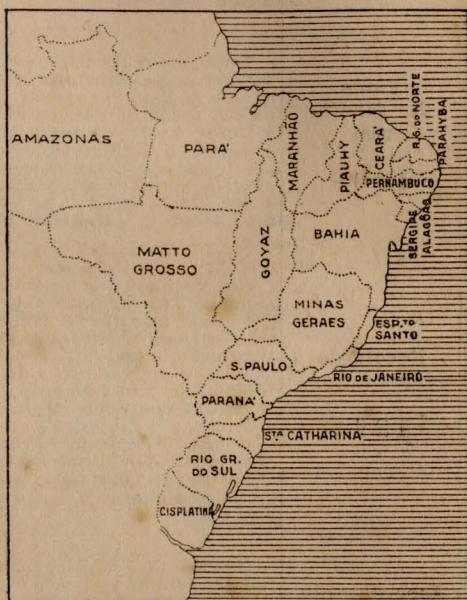 AMAZONAS
PARÁ
MARANHÃO
PIAUHY
CEARÁ
R.G. DO NORTE
PARAHYBA
PERNAMBUCO
SERGIPE
ALAGÔAS
BAHIA
GOYAZ
MATTO
GROSSO
MINAS
GERAES
ESP.TO
SANTO
RIO DE JANEIRO
S. PAULO
PARANÁ
STA CATHARINA
RIO GR.
DO SUL
CISPLATINA